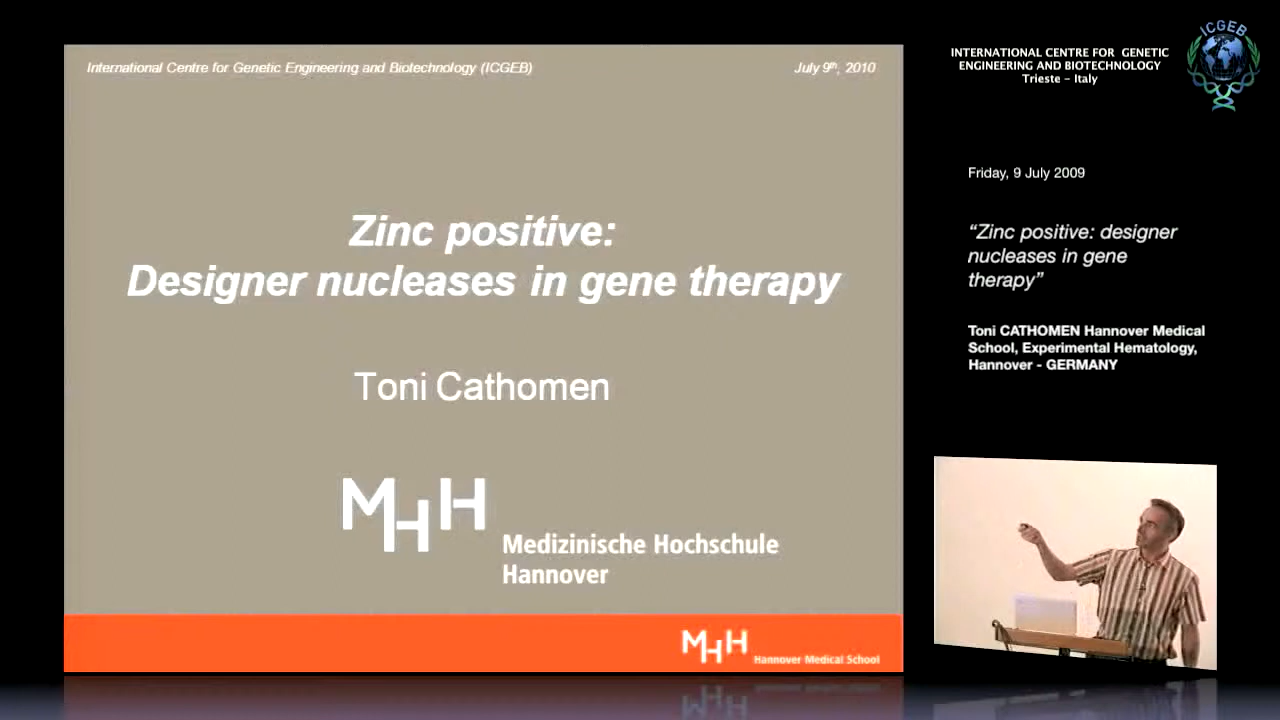 International Centre for Genetic Engineering and Biotechnology (ICGEB)
July 9th, 2010
Zinc positive:
Designer nucleases in gene therapy
Toni Cathomen
MHH
Medizinische Hochschule
Hannover
MHH
Hannover Medical School
INTERNATIONAL CENTRE FOR GENETIC
ENGINEERING AND BIOTECHNOLOGY
Trieste - Italy
ICGEB
Friday, 9 July 2009
“Zinc positive: designer
nucleases in gene
therapy”
Toni CATHOMEN Hannover Medical
School, Experimental Hematology,
Hannover - GERMANY